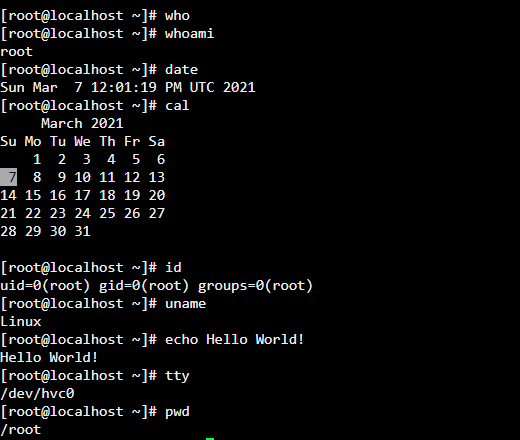 [root@localhost ~]# who
[root@localhost ~]# whoami
root
[root@localhost ~]# date
Sun Mar  7 12:01:19 PM UTC 2021
[root@localhost ~]# cal
     March 2021
Su Mo Tu We Th Fr Sa
    1  2  3  4  5  6
 7  8  9 10 11 12 13
14 15 16 17 18 19 20
21 22 23 24 25 26 27
28 29 30 31
[root@localhost ~]# id
uid=0(root) gid=0(root) groups=0(root)
[root@localhost ~]# uname
Linux
[root@localhost ~]# echo Hello World!
Hello World!
[root@localhost ~]# tty
/dev/hvc0
[root@localhost ~]# pwd
/root